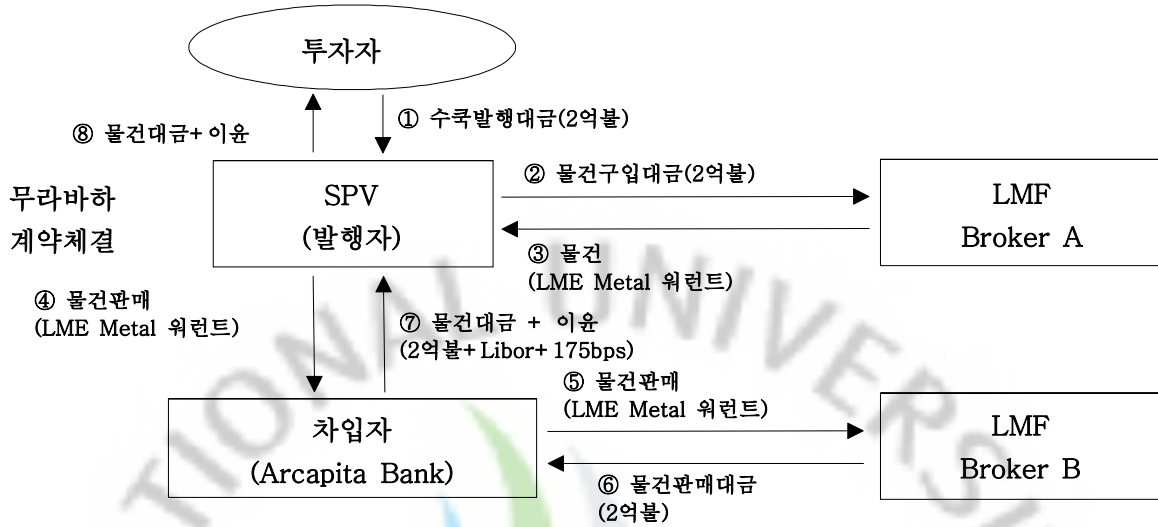 투자자
① 수쿡발행대금(2억불)
⑧ 물건대금+이윤
무라바하
계약체결
SPV
(발행자)
② 물건구입대금(2억불)
LMF
Broker A
③ 물건
(LME Metal 워런트)
④ 물건판매
(LME Metal 워런트)
⑦ 물건대금 + 이윤
(2억불+Libor+175bps)
⑤ 물건판매
(LME Metal 워런트)
차입자
(Arcapita Bank)
LMF
Broker B
⑥ 물건판매대금
(2억불)
TIONAL UNIVERSI